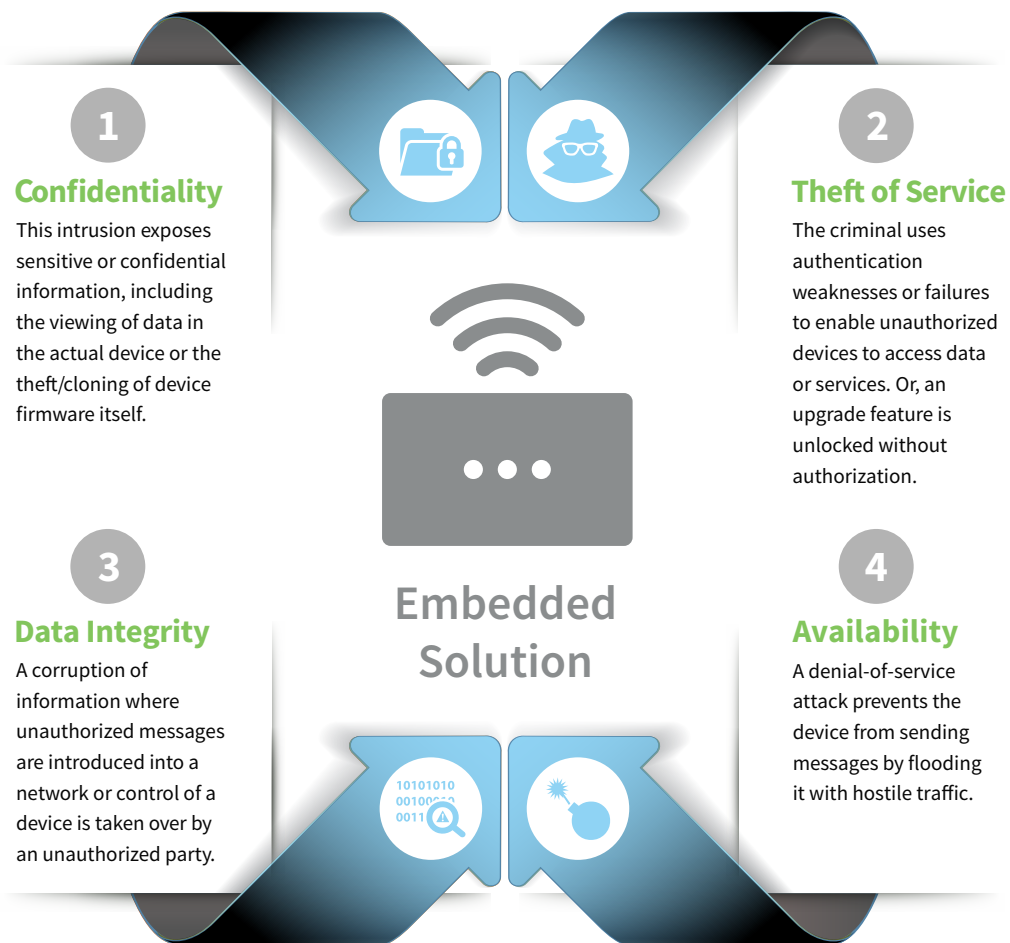 1
Confidentiality
This intrusion exposes
sensitive or confidential
information, including
the viewing of data in
the actual device or the
theft/cloning of device
firmware itself.
2
Theft of Service
The criminal uses
authentication
weaknesses or failures
to enable unauthorized
devices to access data
or services. Or, an
upgrade feature is
unlocked without
authorization.
Embedded
Solution
3
Data Integrity
A corruption of
information where
unauthorized messages
are introduced into a
network or control of a
device is taken over by
an unauthorized party.
4
Availability
A denial-of-service
attack prevents the
device from sending
messages by flooding
it with hostile traffic.
10101010
0011